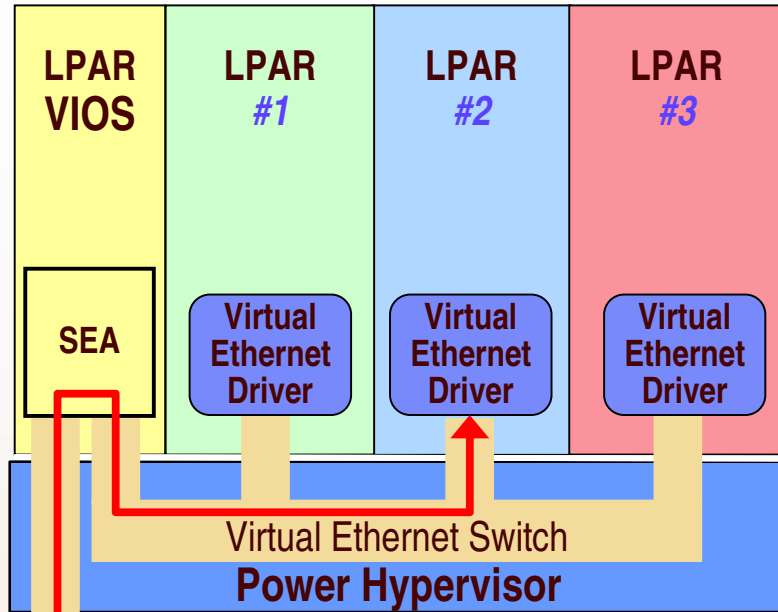 LPAR
VIOS
LPAR
#1
LPAR
#2
LPAR
#3
SEA
Virtual
Ethernet
Driver
Virtual
Ethernet
Driver
Virtual
Ethernet
Driver
Virtual Ethernet Switch
Power Hypervisor